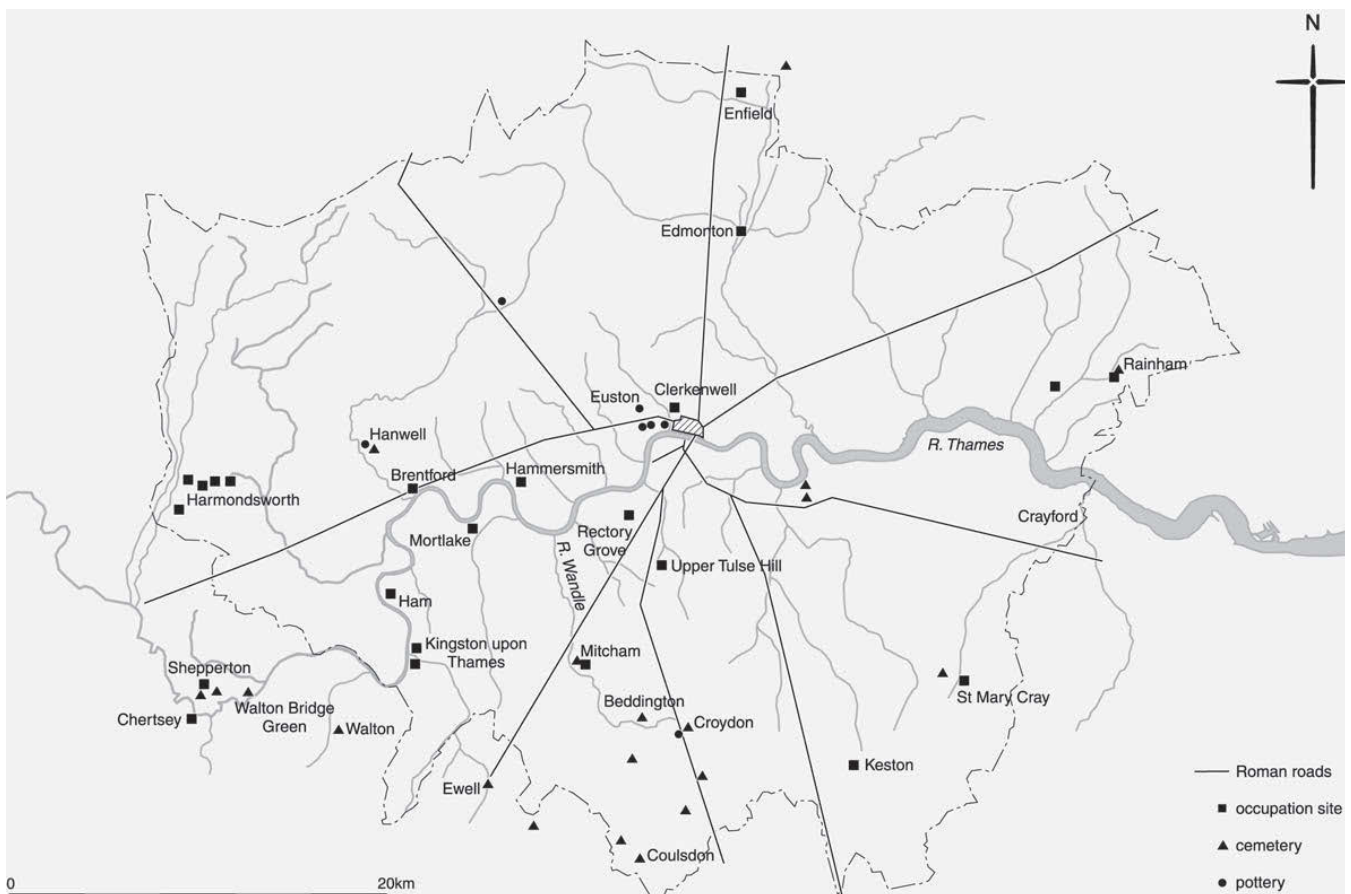 N
Enfield
Edmonton
Rainham
Clerkenwell
Euston
Hanwell
R. Thames
Brentford
Hammersmith
Harmondsworth
Crayford
Mortlake
Rectory
Grove
R. Wandle
Upper Tulse Hill
Ham
Kingston upon
Thames
Mitcham
Shepperton
St Mary Cray
Beddington
Walton Bridge
Green
Chertsey
Walton
Croydon
Keston
Ewell
Coulsdon
Roman roads
occupation site
cemetery
pottery
0
20km